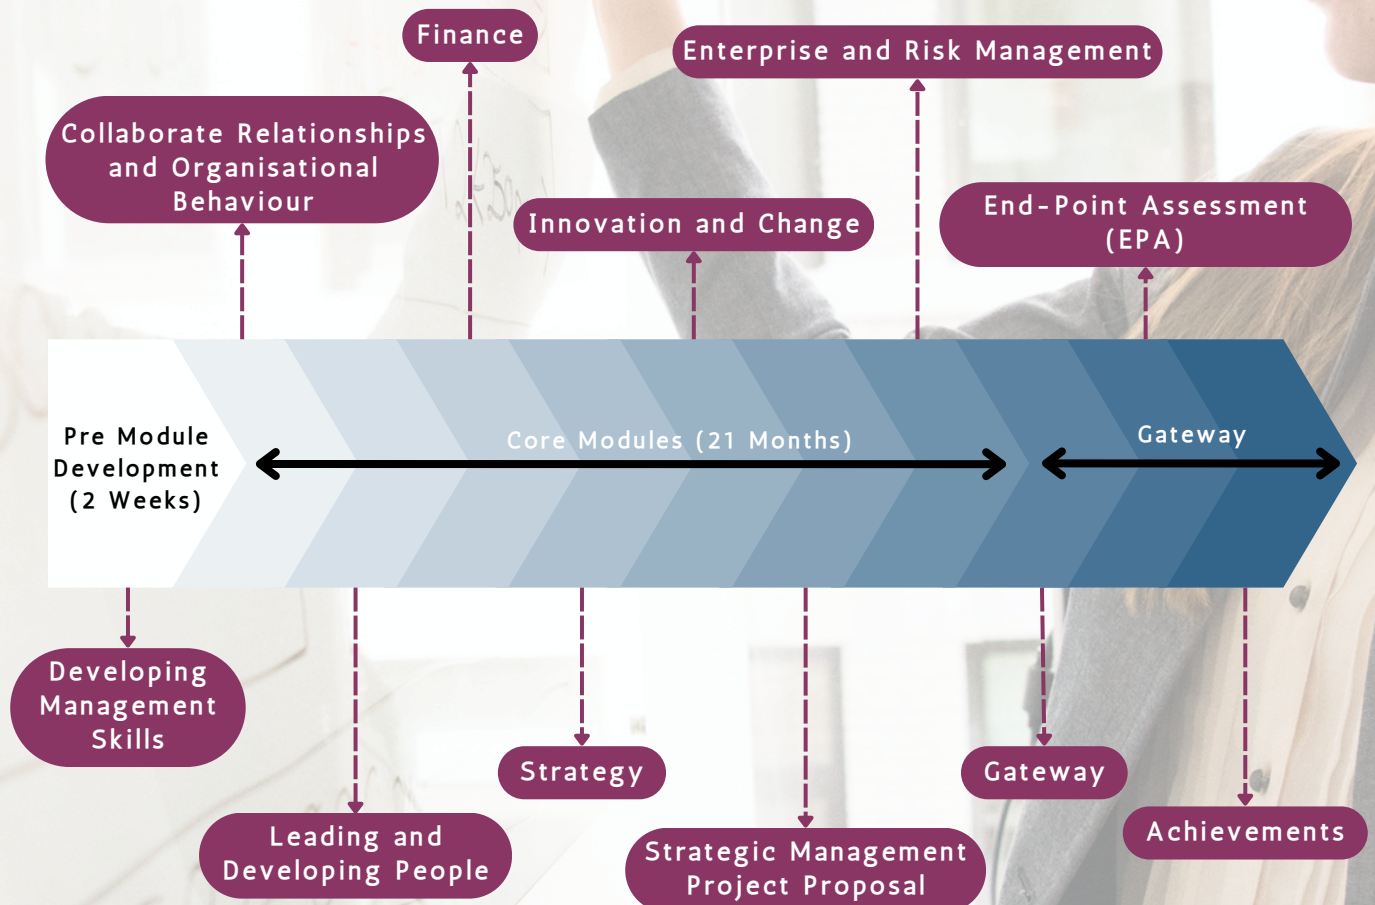 Finance
Enterprise and Risk Management
Collaborate Relationships
and Organisational
Behaviour
Innovation and Change
End-Point Assessment
(EPA)
Pre Module
Development
(2 Weeks)
Core Modules (21 Months)
Gateway
Developing
Management
Skills
Strategy
Gateway
Leading and
Developing People
Strategic Management
Project Proposal
Achievements